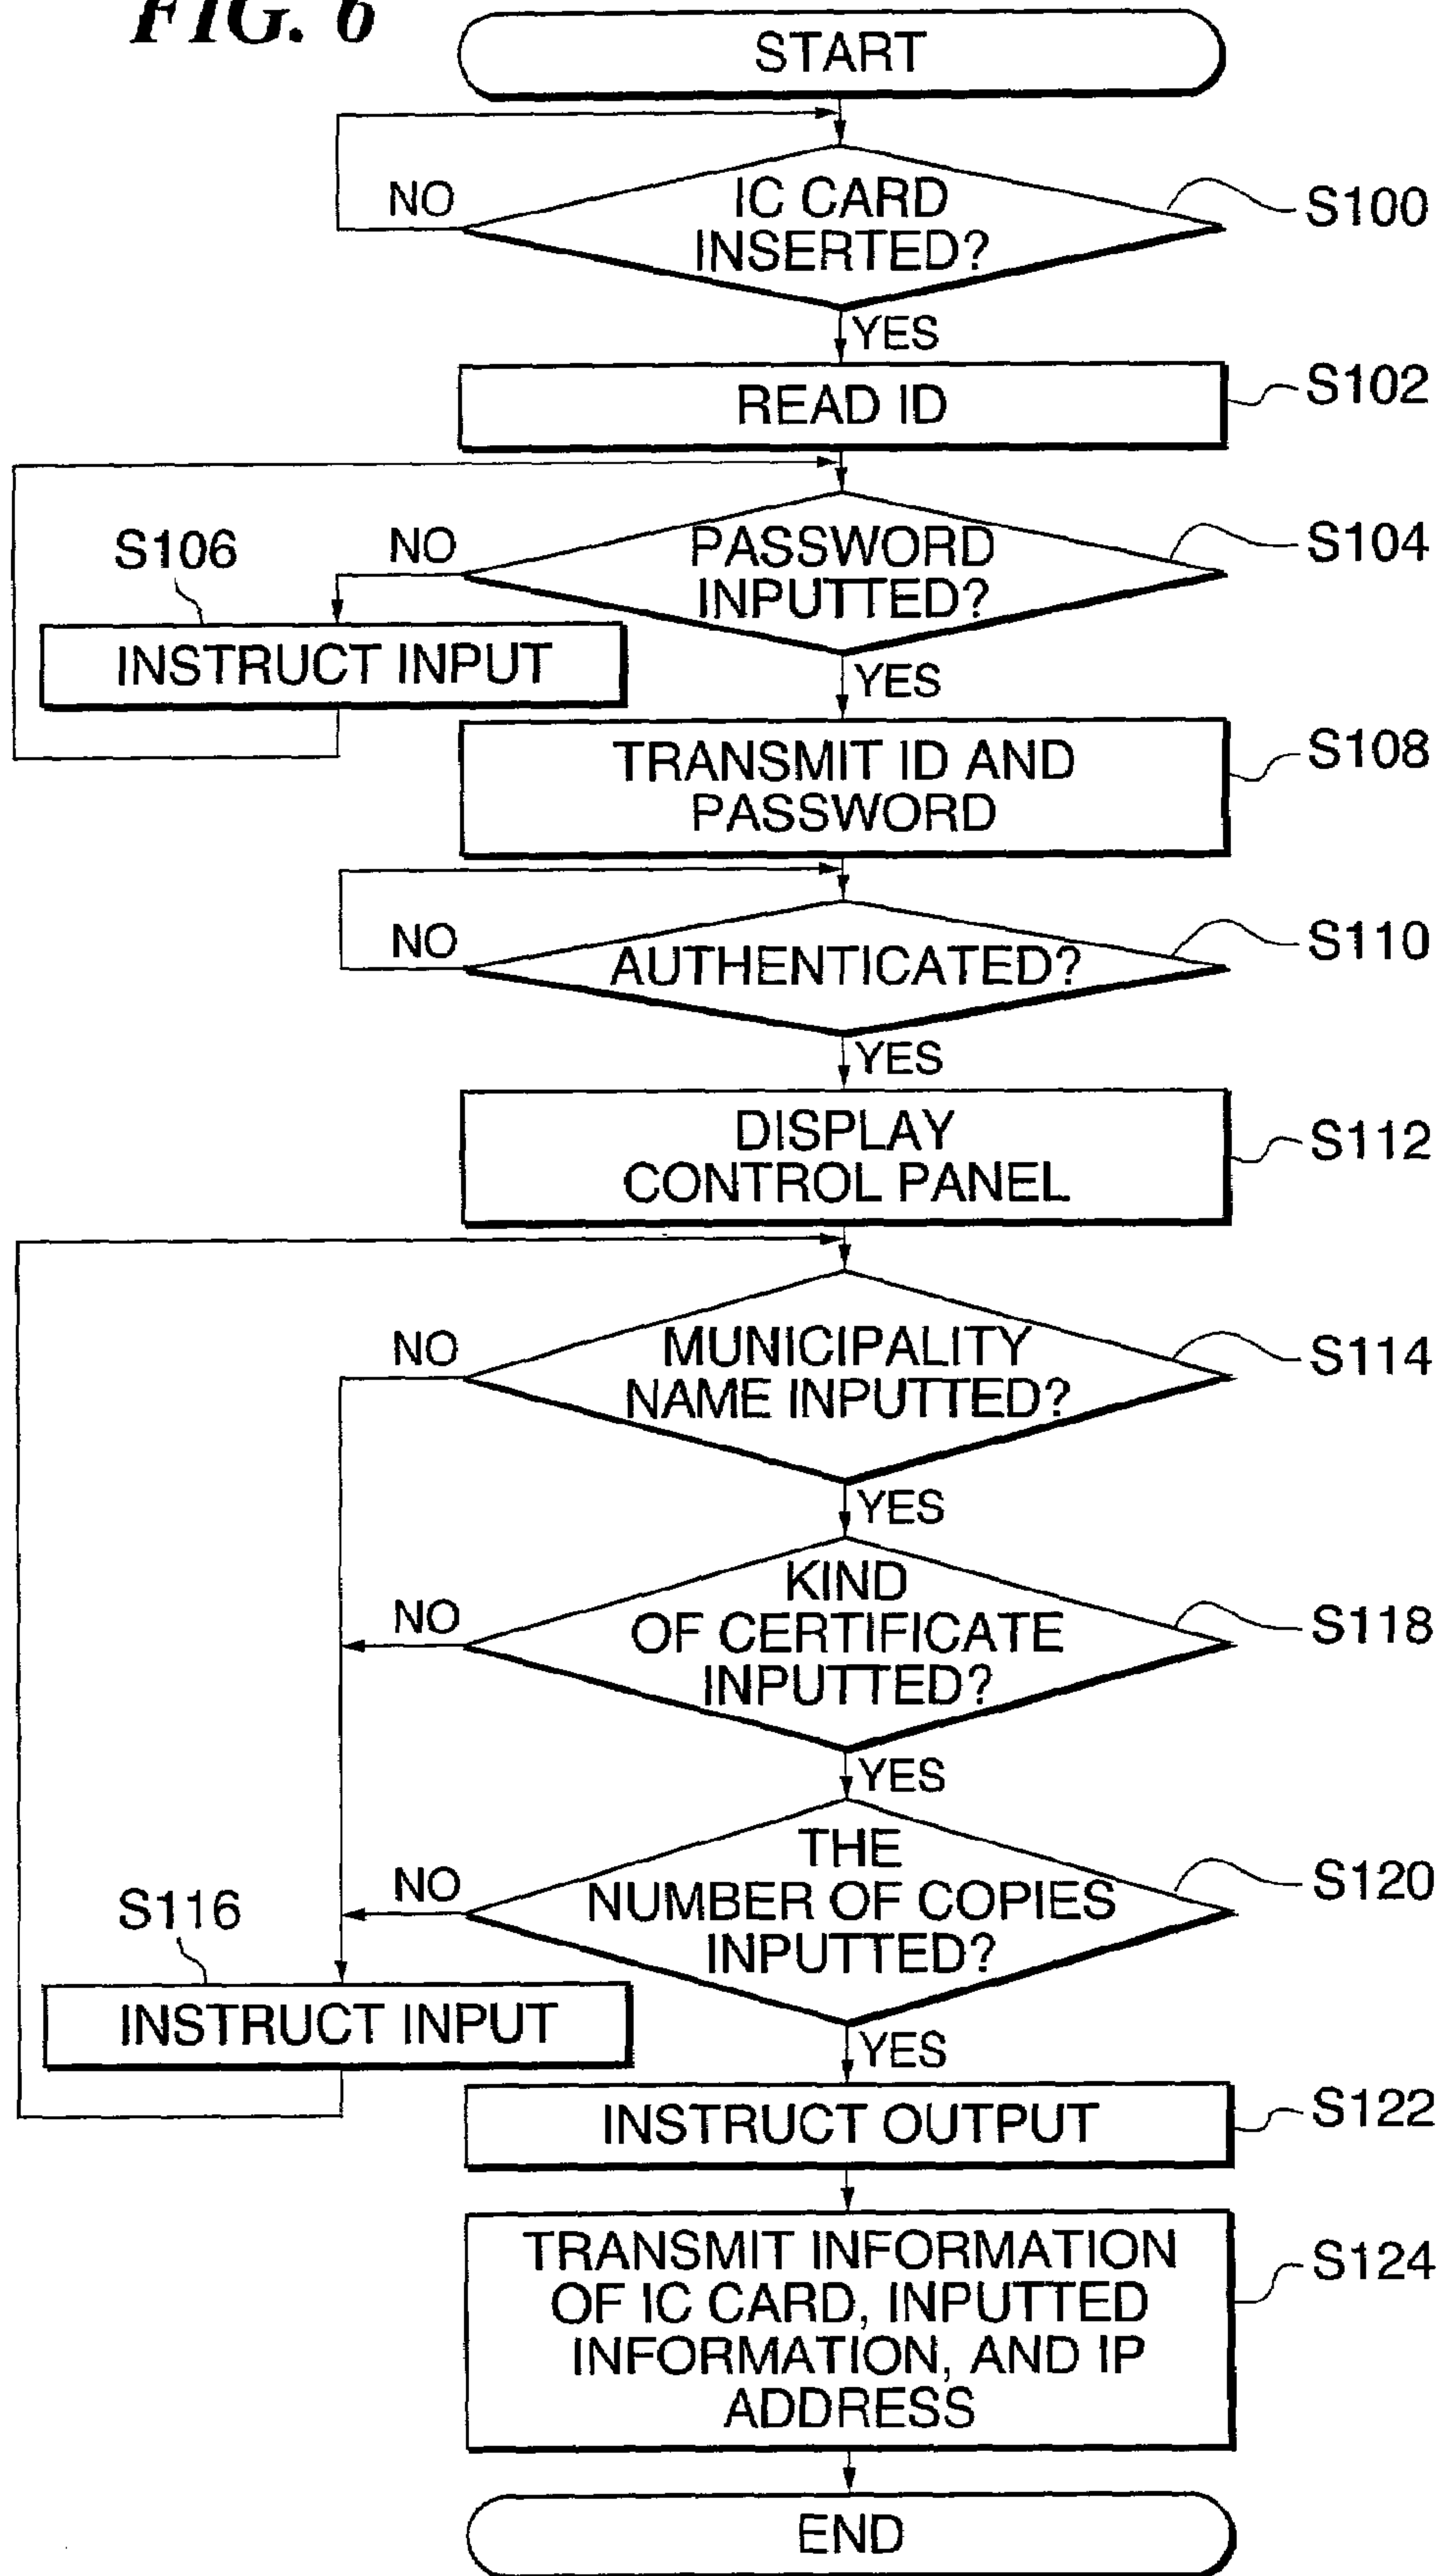 FIG. 6
START
IC CARD
INSERTED?
NO
S100
YES
READ ID
S102
PASSWORD
INPUTTED?
NO
S104
S106
INSTRUCT INPUT
YES
TRANSMIT ID AND
PASSWORD
S108
AUTHENTICATED?
NO
S110
YES
DISPLAY
CONTROL PANEL
S112
MUNICIPALITY
NAME INPUTTED?
NO
S114
YES
KIND
OF CERTIFICATE
INPUTTED?
NO
S118
YES
THE
NUMBER OF COPIES
INPUTTED?
NO
S120
S116
INSTRUCT INPUT
YES
INSTRUCT OUTPUT
S122
TRANSMIT INFORMATION
OF IC CARD, INPUTTED
INFORMATION, AND IP
ADDRESS
S124
END